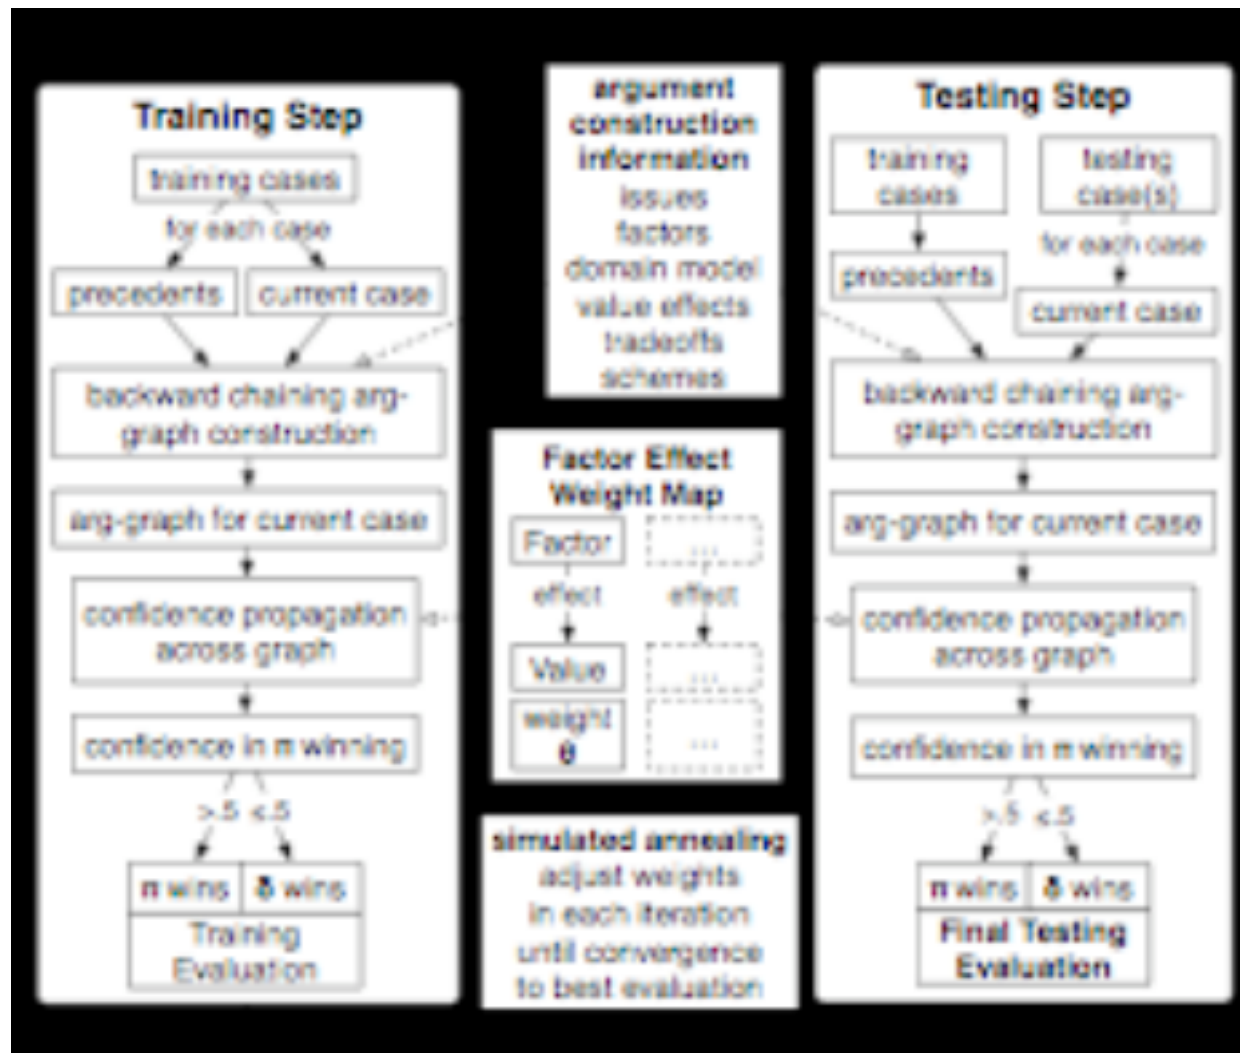 Training Step
training cases
for each case
precedents
current case
backward chaining arg-
graph construction
arg-graph for current case
confidence propagation
across graph
confidence in π winning
>.5 ≤.5
π wins
δ wins
Training
Evaluation
argument
construction
information
issues
factors
domain model
value effects
tradeoffs
schemes
Factor Effect
Weight Map
Factor
...
effect
effect
Value
...
weight
θ
...
simulated annealing
adjust weights
in each iteration
until convergence
to best evaluation
Testing Step
training
cases
testing
case(s)
for each case
precedents
current case
backward chaining arg-
graph construction
arg-graph for current case
confidence propagation
across graph
confidence in π winning
>.5 ≤.5
π wins
δ wins
Final Testing
Evaluation